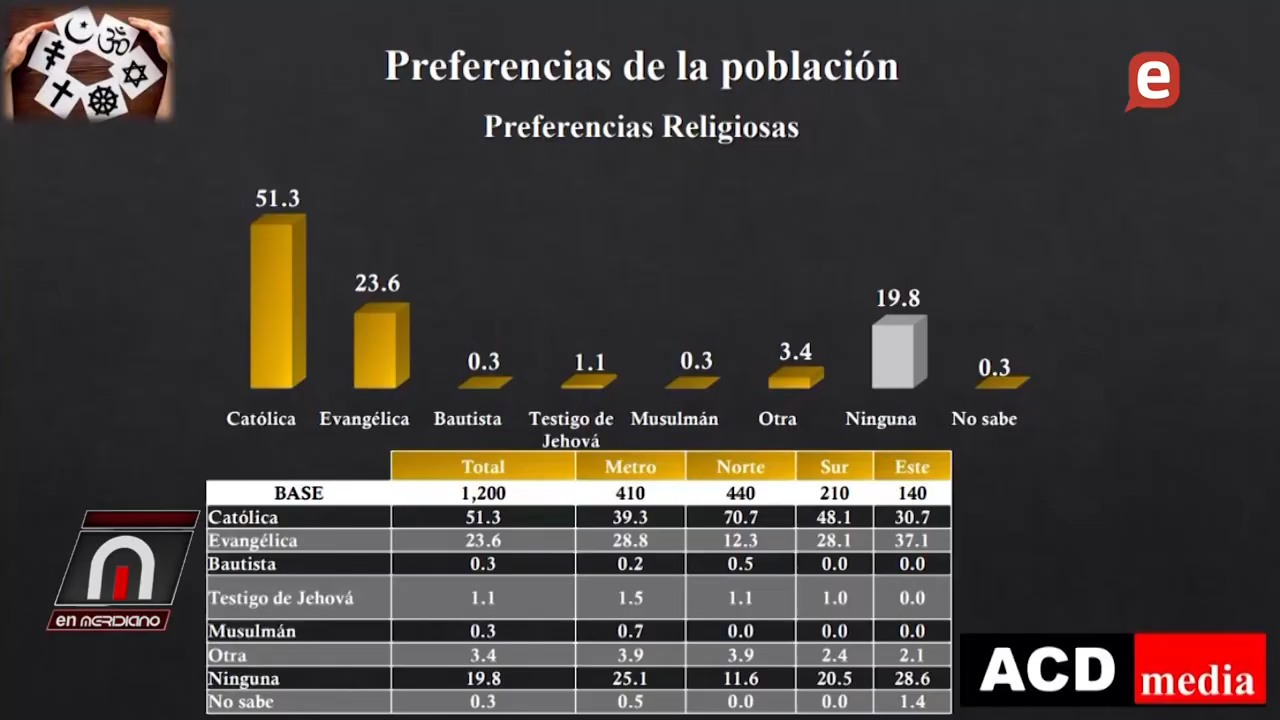 Preferencias de la población
e
Preferencias Religiosas
51.3
23.6
0.3
1.1
0.3
3.4
19.8
0.3
Católica Evangélica Bautista Testigo de Musulmán Otra Ninguna No sabe
Jehová
Total Metro Norte Sur Este
BASE 1,200 410 440 210 140
Católica 51.3 39.3 70.7 48.1 30.7
Evangélica 23.6 28.8 12.3 28.1 37.1
Bautista 0.3 0.2 0.5 0.0 0.0
Testigo de Jehová 1.1 1.5 1.1 1.0 0.0
Musulmán 0.3 0.7 0.0 0.0 0.0
Otra 3.4 3.9 3.9 2.4 2.1
Ninguna 19.8 25.1 11.6 20.5 28.6
No sabe 0.3 0.5 0.0 0.0 1.4
en MERIDIANO
ACD media